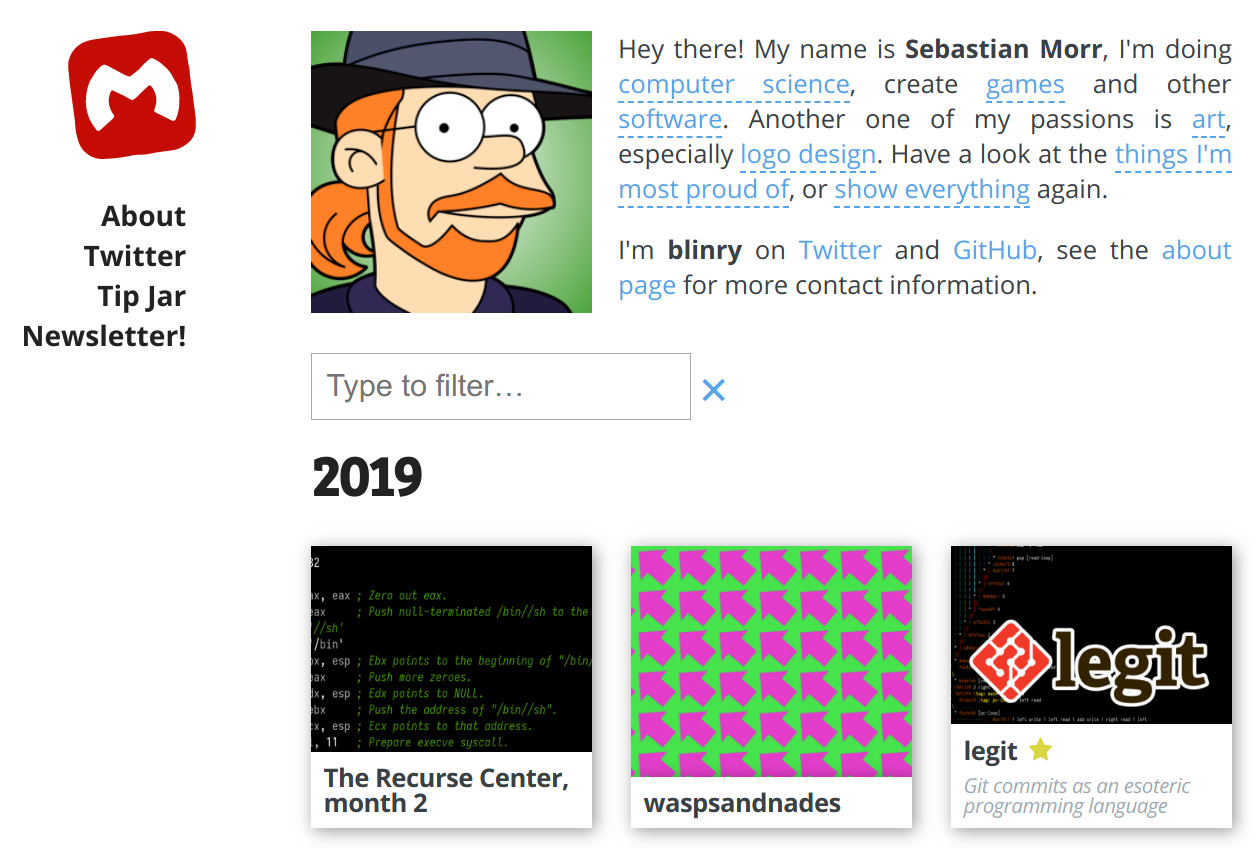 About
Twitter
Tip Jar
Newsletter!
Hey there! My name is Sebastian Morr, I'm doing
computer science, create games and other
software. Another one of my passions is art,
especially logo design. Have a look at the things I'm
most proud of, or show everything again.
I'm blinry on Twitter and GitHub, see the about
page for more contact information.
Type to filter…
2019
32
ax, eax ; Zero out eax.
eax ; Push null-terminated /bin//sh to the
//sh'
/bin'
bx, esp ; Ebx points to the beginning of "/bin/
eax ; Push more zeroes.
dx, esp ; Edx points to NULL.
ebx ; Push the address of "/bin//sh".
cx, esp ; Ecx points to that address.
, 11 ; Prepare execve syscall.
The Recurse Center,
month 2
waspsandnades
legit
legit
Git commits as an esoteric
programming language